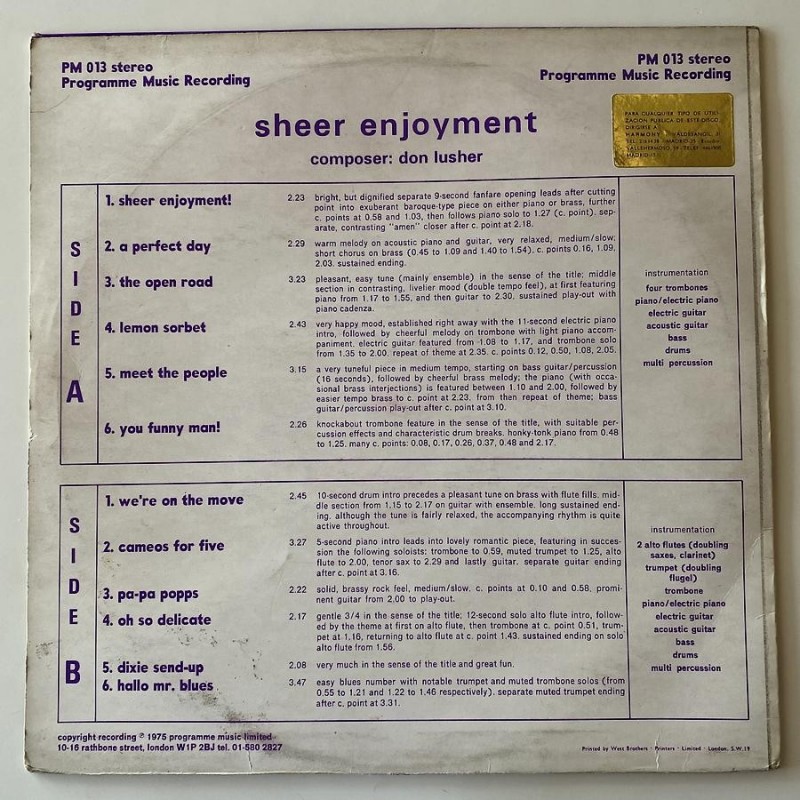 PM 013 stereo
Programme Music Recording
PM 013 stereo
Programme Music Recording
sheer enjoyment
composer: don lusher
PARA CUALQUIER TIPO DE UTILI-
ZACION PUBLICA DE ESTE DISCO,
DIRIGIRSE A:
HARMONY
MADRID
SIDE A
1. sheer enjoyment!
2.23 bright, but dignified separate 9-second fanfare opening leads after cutting
point into exuberant baroque-type piece on either piano or brass, further
c. points at 0.58 and 1.03, then follows piano solo to 1.27 (c. point). sep-
arate, contrasting "amen" closer after c. point at 2.18.
2. a perfect day
2.29 warm melody on acoustic piano and guitar, very relaxed, medium/slow;
short chorus on brass (0.45 to 1.09 and 1.40 to 1.54). c. points 0.16, 1.09,
2.03. sustained ending.
3. the open road
3.23 pleasant, easy tune (mainly ensemble) in the sense of the title; middle
section in contrasting, livelier mood (double tempo feel), at first featuring
piano from 1.17 to 1.55, and then guitar to 2.30. sustained play-out with
piano cadenza.
4. lemon sorbet
2.43 very happy mood, established right away with the 11-second electric piano
intro, followed by cheerful melody on trombone with light piano accom-
paniment. electric guitar featured from 1.08 to 1.17, and trombone solo
from 1.35 to 2.00. repeat of theme at 2.35. c. points 0.12, 0.50, 1.08, 2.05.
5. meet the people
3.15 a very tuneful piece in medium tempo, starting on bass guitar/percussion
(16 seconds), followed by cheerful brass melody; the piano (with occa-
sional brass interjections) is featured between 1.10 and 2.00, followed by
easier tempo brass to c. point at 2.23. from then repeat of theme; bass
guitar/percussion play-out after c. point at 3.10.
6. you funny man!
2.26 knockabout trombone feature in the sense of the title, with suitable per-
cussion effects and characteristic drum breaks. honky-tonk piano from 0.48
to 1.25. many c. points: 0.08, 0.17, 0.26, 0.37, 0.48 and 2.17.
instrumentation
four trombones
piano/electric piano
electric guitar
acoustic guitar
bass
drums
multi percussion
SIDE B
1. we're on the move
2.45 10-second drum intro precedes a pleasant tune on brass with flute fills. mid-
dle section from 1.15 to 2.17 on guitar with ensemble. long sustained end-
ing. although the tune is fairly relaxed, the accompanying rhythm is quite
active throughout.
2. cameos for five
3.27 5-second piano intro leads into lovely romantic piece, featuring in succes-
sion the following soloists: trombone to 0.59, muted trumpet to 1.25, alto
flute to 2.00, tenor sax to 2.29 and lastly guitar. separate guitar ending
after c. point at 3.16.
3. pa-pa popps
2.22 solid, brassy rock feel, medium/slow. c. points at 0.10 and 0.58, promi-
nent guitar from 2.00 to play-out.
4. oh so delicate
2.17 gentle 3/4 in the sense of the title; 12-second solo alto flute intro, follow-
ed by the theme at first on alto flute, then trombone at c. point 0.51, trum-
pet at 1.16, returning to alto flute at c. point 1.43. sustained ending on solo
alto flute from 1.56.
5. dixie send-up
2.08 very much in the sense of the title and great fun.
6. hallo mr. blues
3.47 easy blues number with notable trumpet and muted trombone solos (from
0.55 to 1.21 and 1.22 to 1.46 respectively). separate muted trumpet ending
after c. point at 3.31.
instrumentation
2 alto flutes (doubling
saxes, clarinet)
trumpet (doubling
flugel)
trombone
piano/electric piano
electric guitar
acoustic guitar
bass
drums
multi percussion
copyright recording ℗ 1975 programme music limited
10-16 rathbone street, london W1P 2BJ tel. 01-580 2827
Printed by West Brothers · Printers · Limited · London, S.W.19